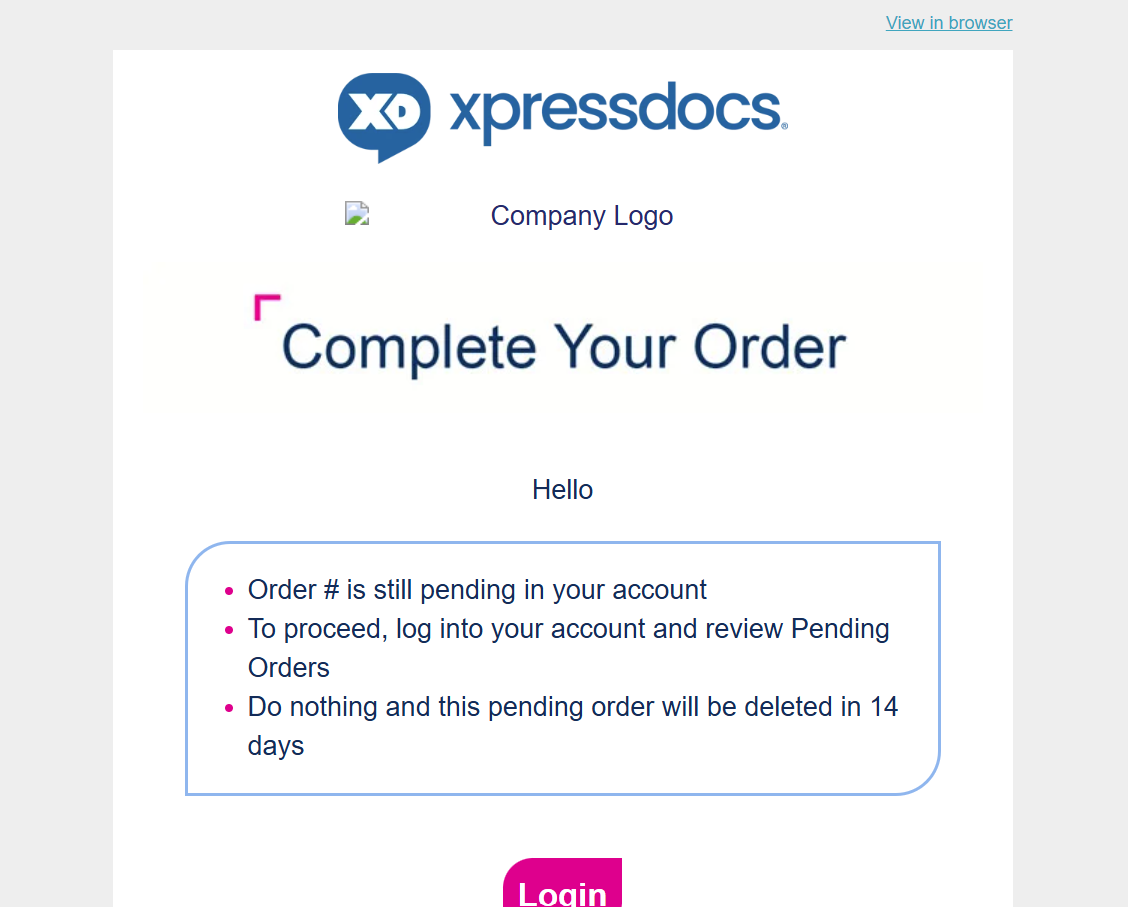 View in browser
XD xpressdocs®
Company Logo
Complete Your Order
Hello
• Order # is still pending in your account
• To proceed, log into your account and review Pending
Orders
• Do nothing and this pending order will be deleted in 14
days
Login